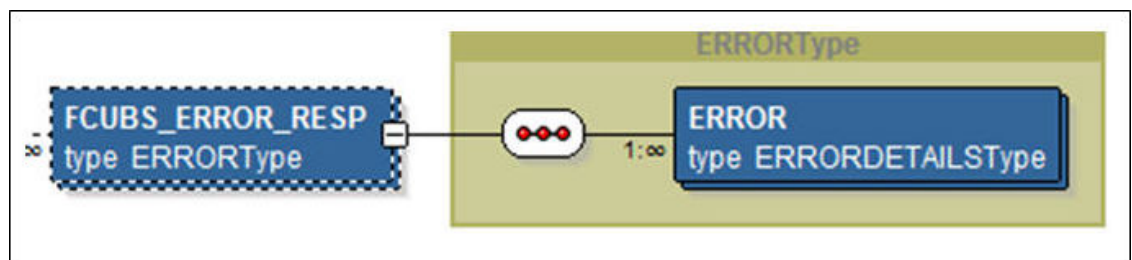 ERRORType
FCUBS_ERROR_RESP
type ERRORType
∞
1:∞
ERROR
type ERRORDETAILSType